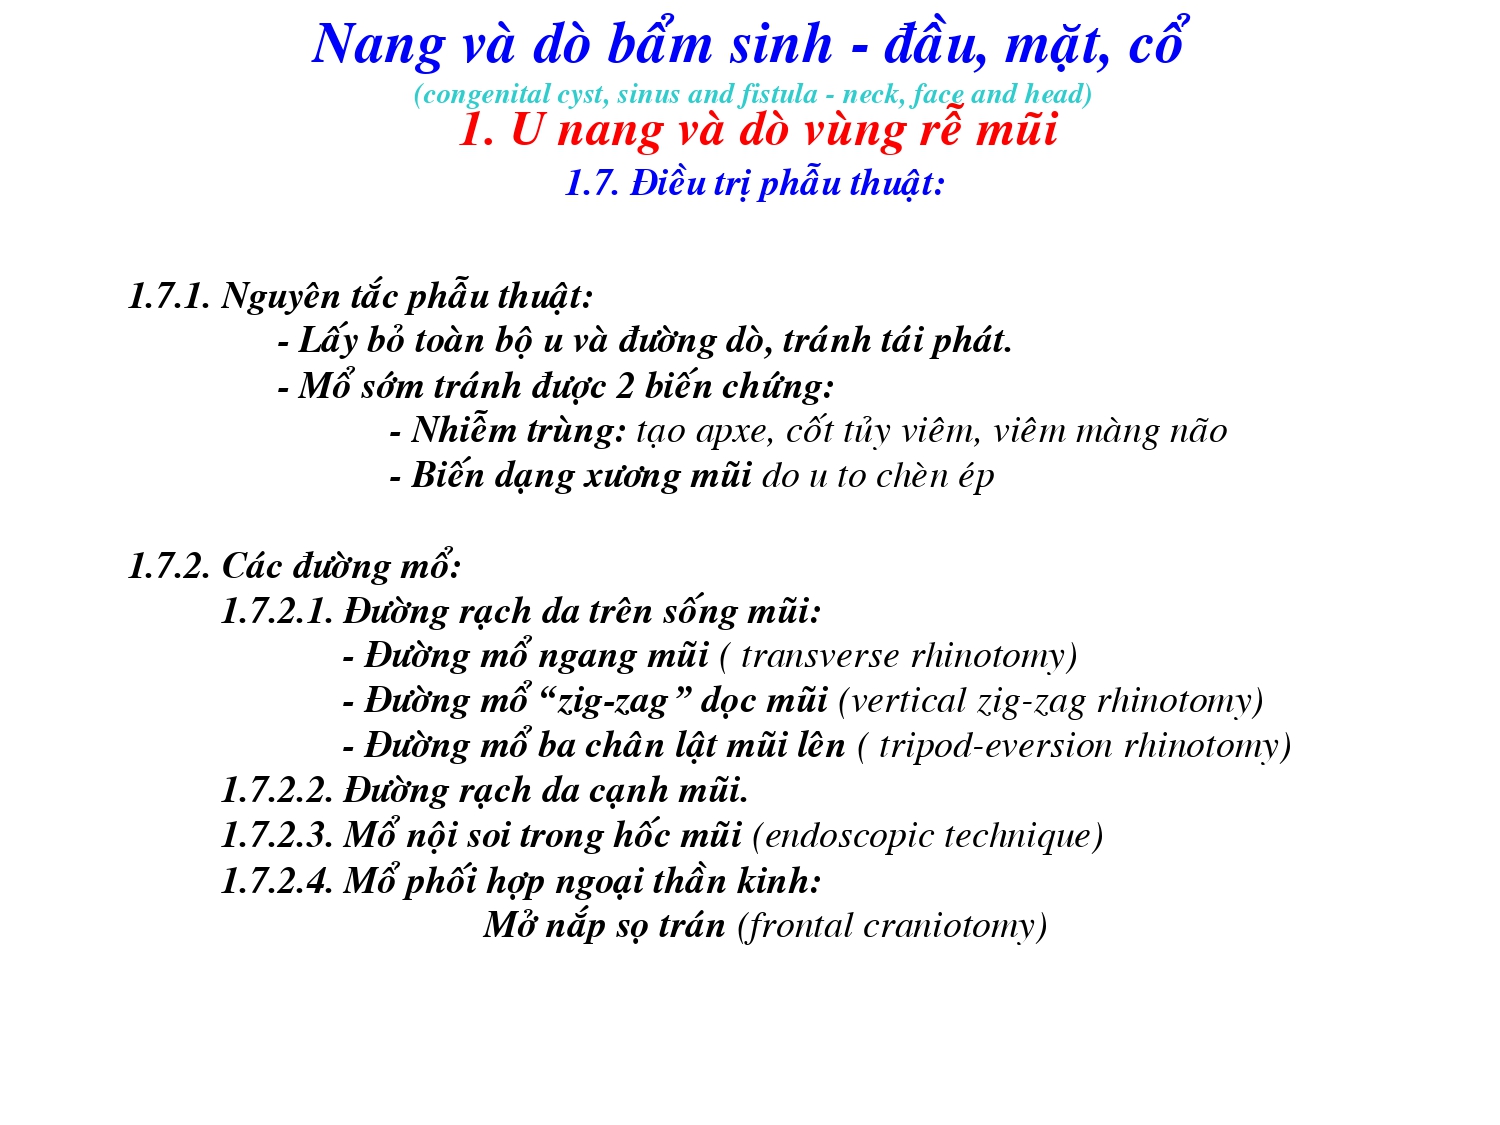 Nang và dò bẩm sinh - đầu, mặt, cổ
(congenital cyst, sinus and fistula - neck, face and head)
1. U nang và dò vùng rễ mũi
1.7. Điều trị phẫu thuật:
1.7.1. Nguyên tắc phẫu thuật:
- Lấy bỏ toàn bộ u và đường dò, tránh tái phát.
- Mổ sớm tránh được 2 biến chứng:
- Nhiễm trùng: tạo apxe, cốt tủy viêm, viêm màng não
- Biến dạng xương mũi do u to chèn ép
1.7.2. Các đường mổ:
1.7.2.1. Đường rạch da trên sống mũi:
- Đường mổ ngang mũi ( transverse rhinotomy)
- Đường mổ “zig-zag” dọc mũi (vertical zig-zag rhinotomy)
- Đường mổ ba chân lật mũi lên ( tripod-eversion rhinotomy)
1.7.2.2. Đường rạch da cạnh mũi.
1.7.2.3. Mổ nội soi trong hốc mũi (endoscopic technique)
1.7.2.4. Mổ phối hợp ngoại thần kinh:
Mở nắp sọ trán (frontal craniotomy)